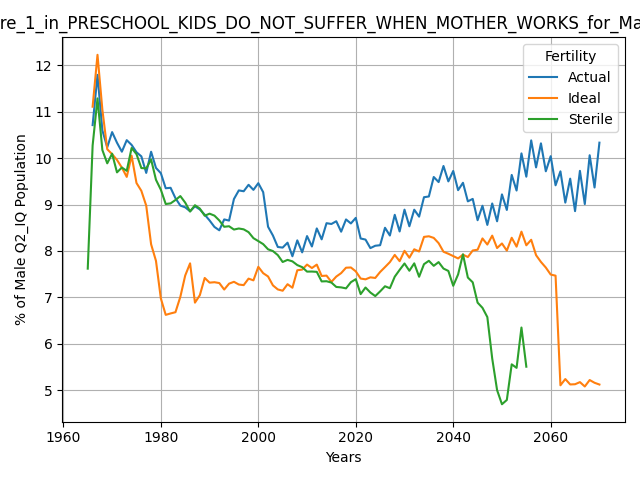 re_1_in_PRESCHOOL_KIDS_DO_NOT_SUFFER_WHEN_MOTHER_WORKS_for_Ma
Fertility
Actual
Ideal
Sterile
% of Male Q2_IQ Population
12
11
10
9
8
7
6
5
1960 1980 2000 2020 2040 2060
Years